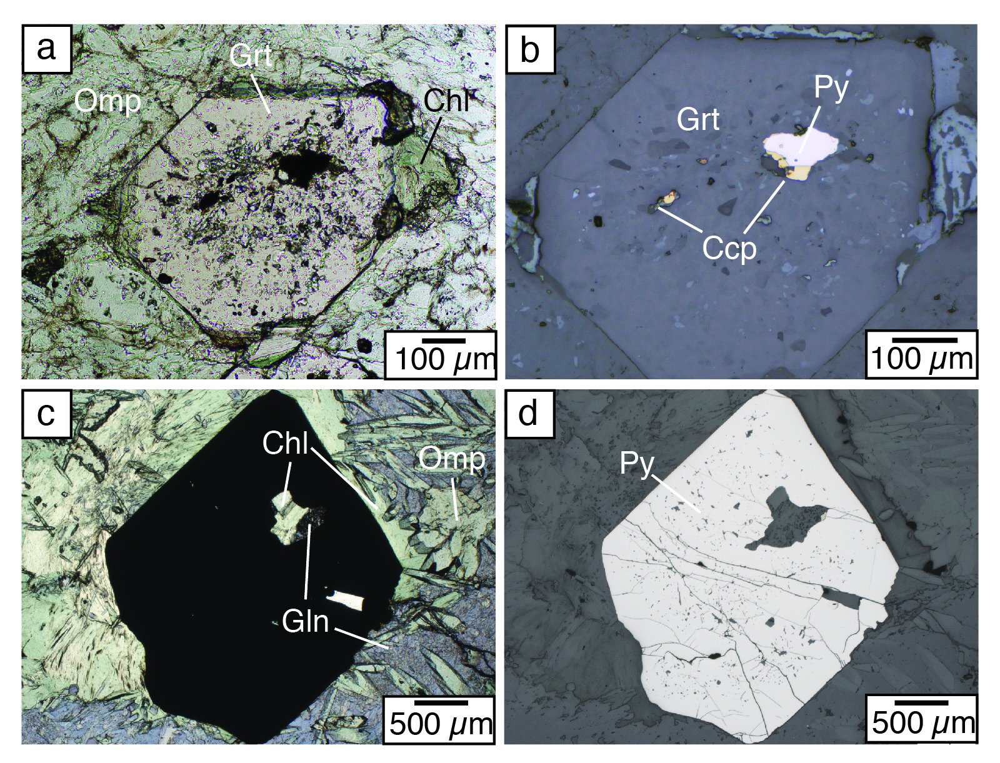 a
Grt
Omp
Chl
100 µm
b
Py
Grt
Ccp
100 µm
c
Chl
Omp
Gln
500 µm
d
Py
500 µm